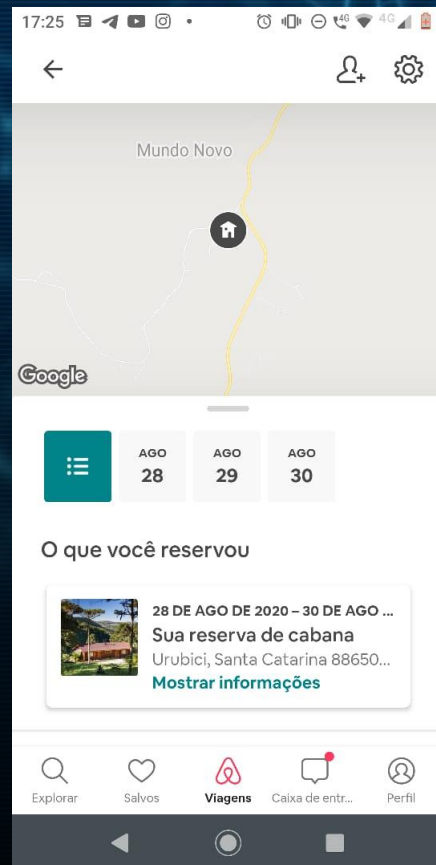 17:25 4G 4G
Mundo Novo
Google
AGO
28
AGO
29
AGO
30
O que você reservou
28 DE AGO DE 2020 – 30 DE AGO ...
Sua reserva de cabana
Urubici, Santa Catarina 88650...
Mostrar informações
Explorar
Salvos
Viagens
Caixa de entr...
Perfil